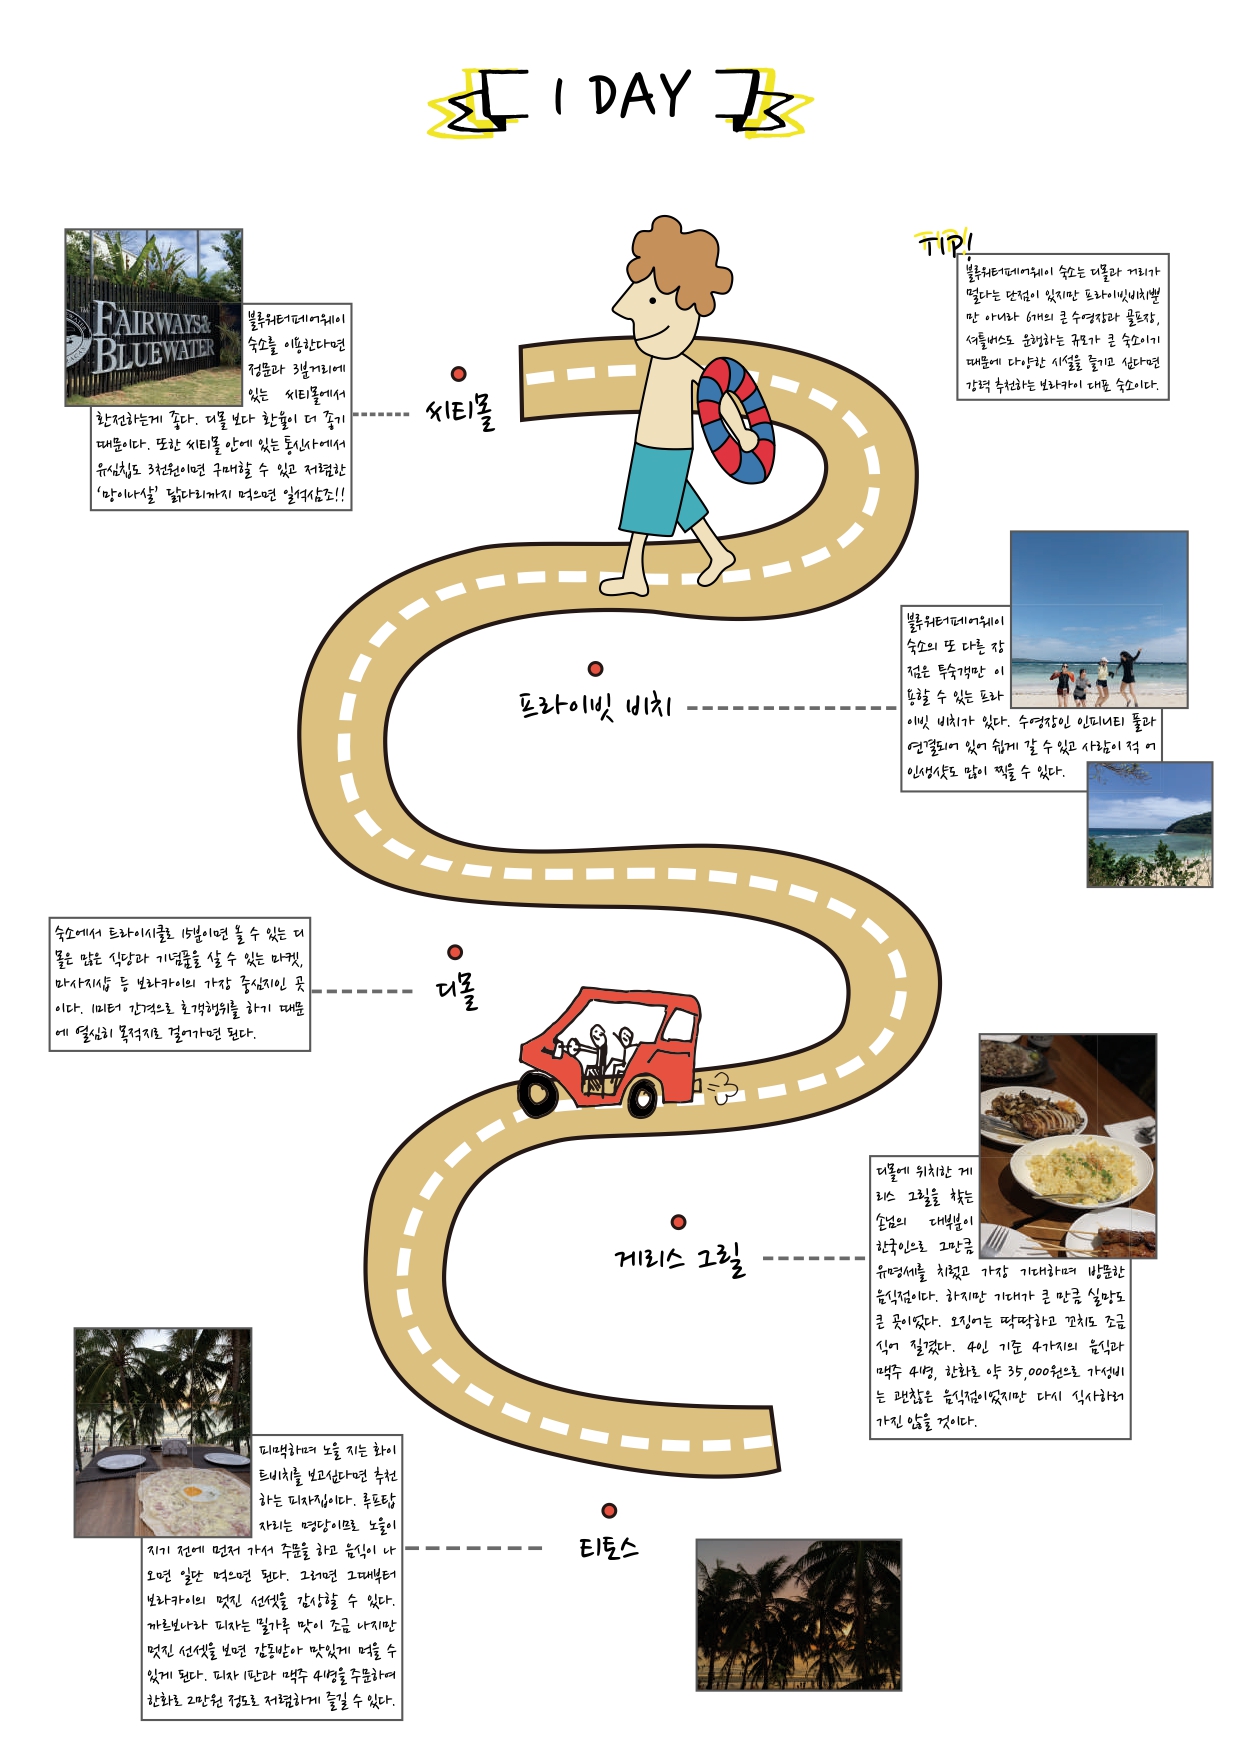 1 DAY
TIP!
블루워터페어웨이 숙소는 디몰과 거리가
멀다는 단점이 있지만 프라이빗비치뿐
만 아니라 6개의 큰 수영장과 골프장,
셔틀버스도 운행하는 규모가 큰 숙소이기
때문에 다양한 시설을 즐기고 싶다면
강력 추천하는 보라카이 대표 숙소이다.
FAIRWAYS&
BLUEWATER
블루워터페어웨이
숙소를 이용한다면
정문과 3분거리에
있는 씨티몰에서
환전하는게 좋다. 디몰 보다 환율이 더 좋기
때문이다. 또한 씨티몰 안에 있는 통신사에서
유심칩도 3천원이면 구매할 수 있고 저렴한
'망이나살' 닭다리까지 먹으면 일석삼조!!
씨티몰
프라이빗 비치
블루워터페어웨이
숙소의 또 다른 장
점은 투숙객만 이
용할 수 있는 프라
이빗 비치가 있다. 수영장인 인피니티 풀과
연결되어 있어 쉽게 갈 수 있고 사람이 적 어
인생샷도 많이 찍을 수 있다.
숙소에서 트라이시클로 15분이면 올 수 있는 디
몰은 많은 식당과 기념품을 살 수 있는 마켓,
마사지샵 등 보라카이의 가장 중심지인 곳
이다. 1미터 간격으로 호객행위를 하기 때문
에 열심히 목적지로 걸어가면 된다.
디몰
게리스 그릴
디몰에 위치한 게
리스 그릴을 찾는
손님의 대부분이
한국인으로 그만큼
유명세를 치렀고 가장 기대하며 방문한
음식점이다. 하지만 기대가 큰 만큼 실망도
큰 곳이었다. 오징어는 딱딱하고 꼬치도 조금
식어 질겼다. 4인 기준 4가지의 음식과
맥주 4병, 한화로 약 35,000원으로 가성비
는 괜찮은 음식점이었지만 다시 식사하러
가진 않을 것이다.
피맥하며 노을 지는 화이
트비치를 보고싶다면 추천
하는 피자집이다. 루프탑
자리는 명당이므로 노을이
지기 전에 먼저 가서 주문을 하고 음식이 나
오면 일단 먹으면 된다. 그러면 그때부터
보라카이의 멋진 선셋을 감상할 수 있다.
까르보나라 피자는 밀가루 맛이 조금 나지만
멋진 선셋을 보면 감동받아 맛있게 먹을 수
있게 된다. 피자 1판과 맥주 4병을 주문하여
한화로 2만원 정도로 저렴하게 즐길 수 있다.
티토스